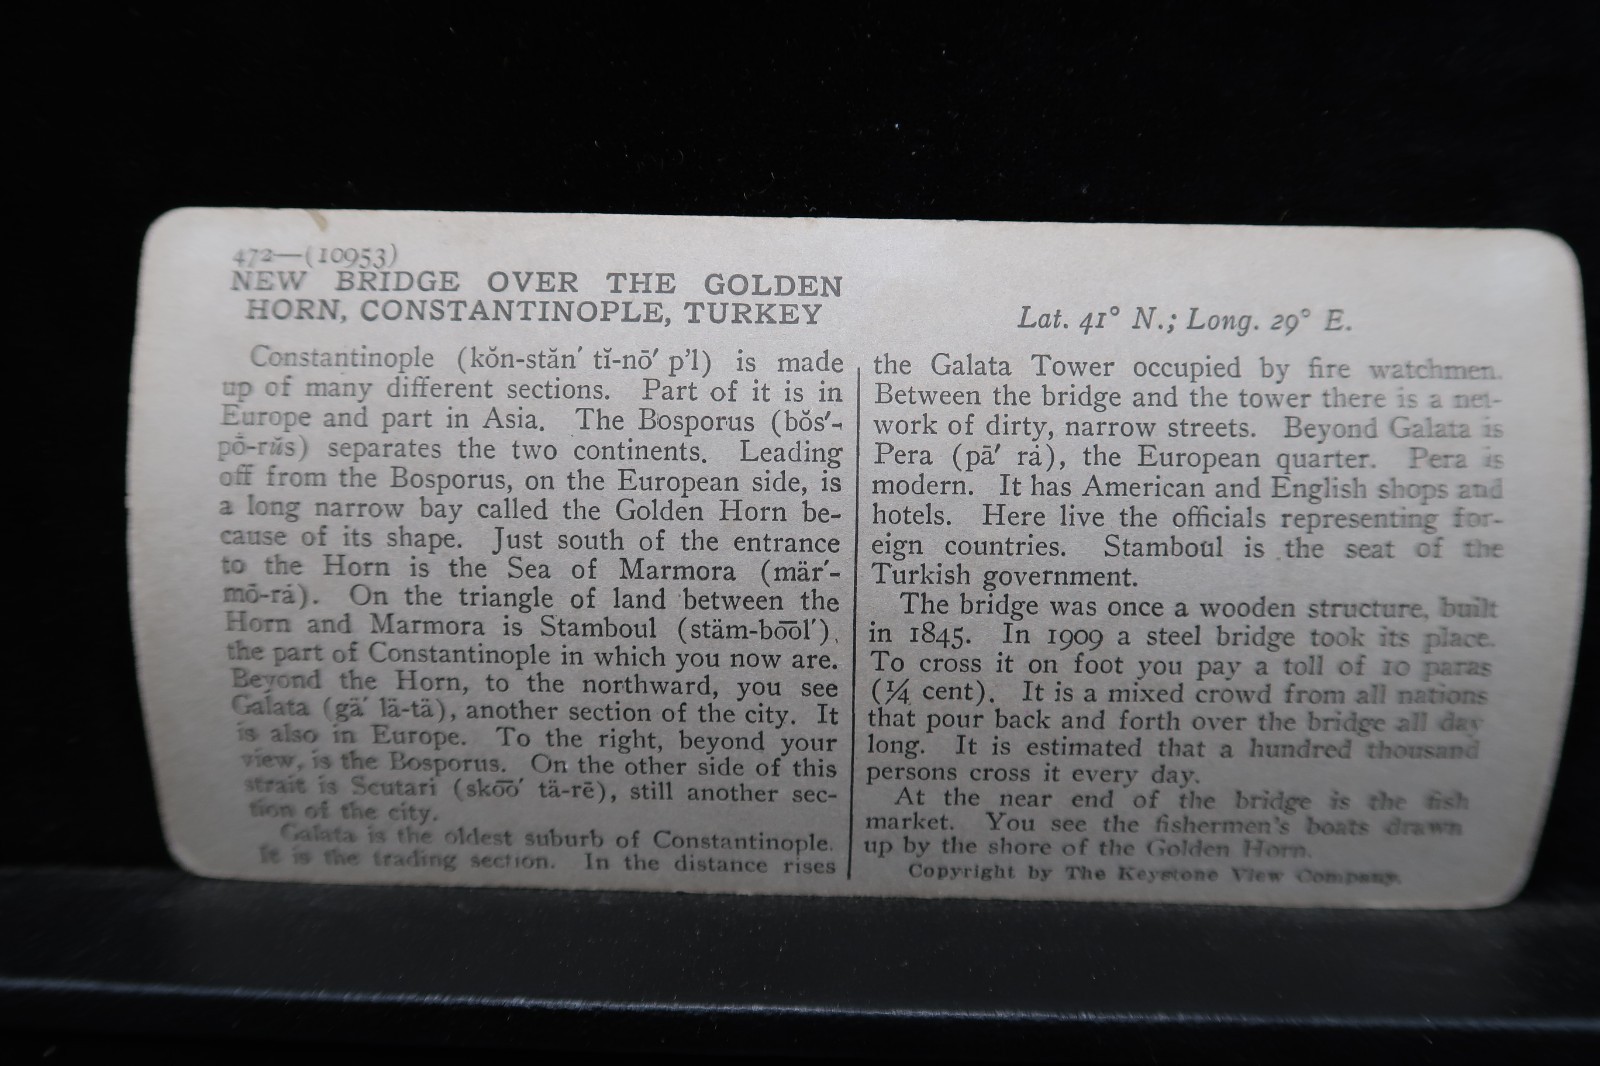 472—(10953)
NEW BRIDGE OVER THE GOLDEN
HORN, CONSTANTINOPLE, TURKEY
Constantinople (kŏn-stăn′ tĭ-nō′ p'l) is made
up of many different sections. Part of it is in
Europe and part in Asia. The Bosporus (bŏs′-
pō-rŭs) separates the two continents. Leading
off from the Bosporus, on the European side, is
a long narrow bay called the Golden Horn be-
cause of its shape. Just south of the entrance
to the Horn is the Sea of Marmora (mär′-
mō-rȧ). On the triangle of land between the
Horn and Marmora is Stamboul (stäm-bo͞ol′),
the part of Constantinople in which you now are.
Beyond the Horn, to the northward, you see
Galata (gä′ lä-tä), another section of the city. It
is also in Europe. To the right, beyond your
view, is the Bosporus. On the other side of this
strait is Scutari (sko͞o′ tä-rē), still another sec-
tion of the city.
Galata is the oldest suburb of Constantinople.
It is the trading section. In the distance rises
Lat. 41° N.; Long. 29° E.
the Galata Tower occupied by fire watchmen.
Between the bridge and the tower there is a net-
work of dirty, narrow streets. Beyond Galata is
Pera (pā′ rȧ), the European quarter. Pera is
modern. It has American and English shops and
hotels. Here live the officials representing for-
eign countries. Stamboul is the seat of the
Turkish government.
The bridge was once a wooden structure, built
in 1845. In 1909 a steel bridge took its place.
To cross it on foot you pay a toll of 10 paras
(¼ cent). It is a mixed crowd from all nations
that pour back and forth over the bridge all day
long. It is estimated that a hundred thousand
persons cross it every day.
At the near end of the bridge is the fish
market. You see the fishermen's boats drawn
up by the shore of the Golden Horn.
Copyright by The Keystone View Company.